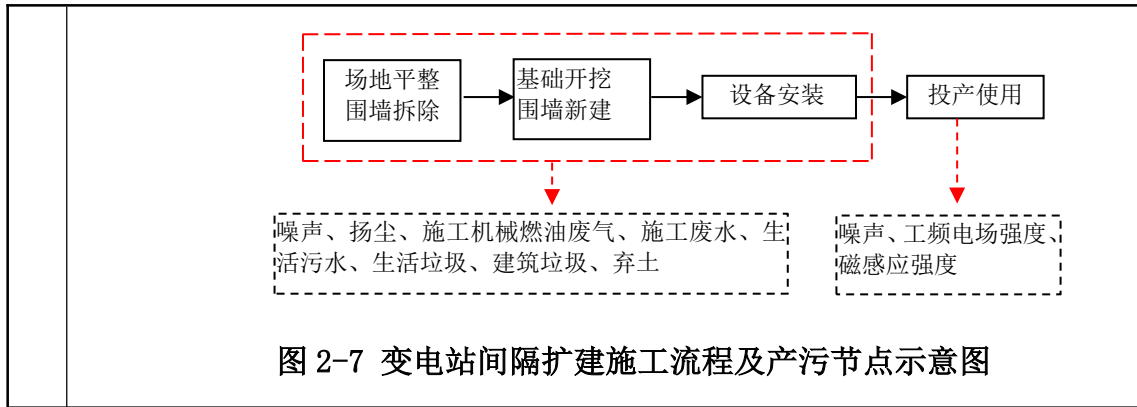 场地平整
围墙拆除
基础开挖
围墙新建
设备安装
投产使用
噪声、扬尘、施工机械燃油废气、施工废水、生
活污水、生活垃圾、建筑垃圾、弃土
噪声、工频电场强度、
磁感应强度
图 2-7 变电站间隔扩建施工流程及产污节点示意图